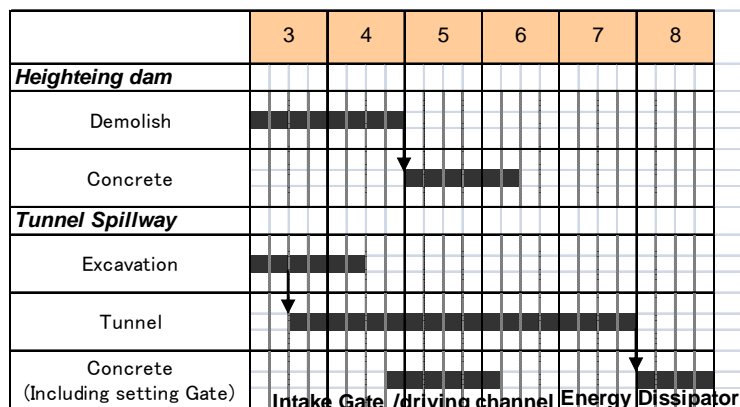 3 4 5 6 7 8
Heighteing dam
Demolish
Concrete
Tunnel Spillway
Excavation
Tunnel
Concrete
(Including setting Gate)
Intake Gate /driving channel Energy Dissipator